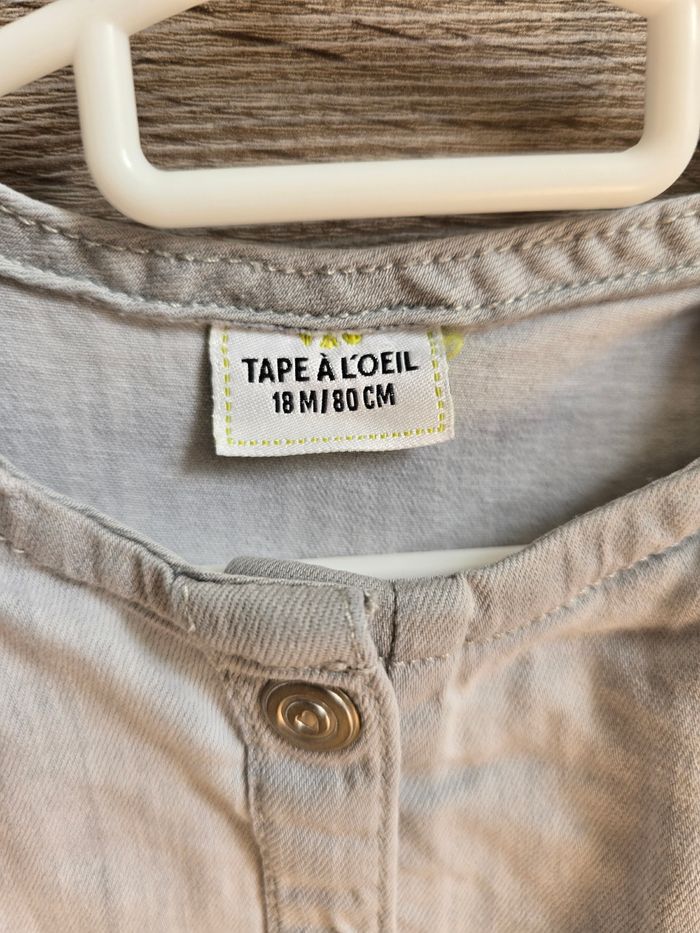 TAPE À L'OEIL
18 M/80 CM